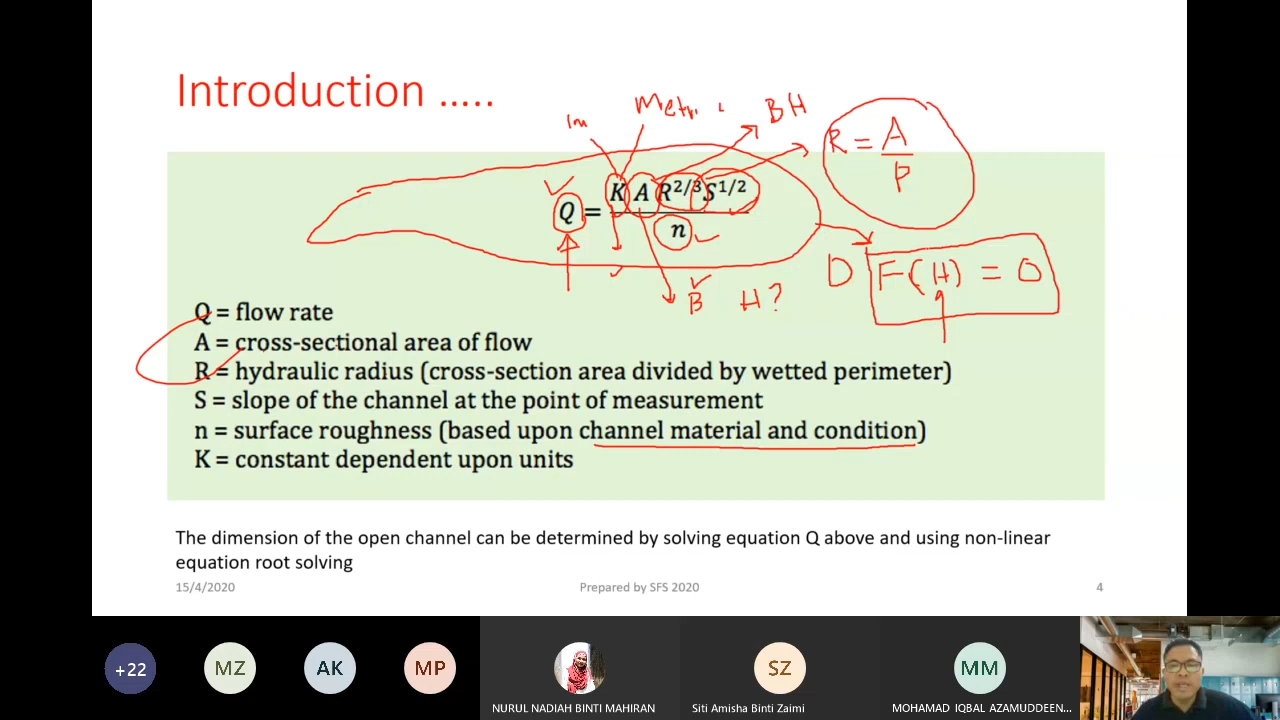 Introduction .....
Im Metri. BH
R = A/P
Q = K A R^2/3 S^1/2 / n
B H?
D F(H) = 0
Q = flow rate
A = cross-sectional area of flow
R = hydraulic radius (cross-section area divided by wetted perimeter)
S = slope of the channel at the point of measurement
n = surface roughness (based upon channel material and condition)
K = constant dependent upon units
The dimension of the open channel can be determined by solving equation Q above and using non-linear
equation root solving
15/4/2020 Prepared by SFS 2020 4
+22 MZ AK MP SZ MM
NURUL NADIAH BINTI MAHIRAN Siti Amisha Binti Zaimi MOHAMAD IQBAL AZAMUDDEEN...